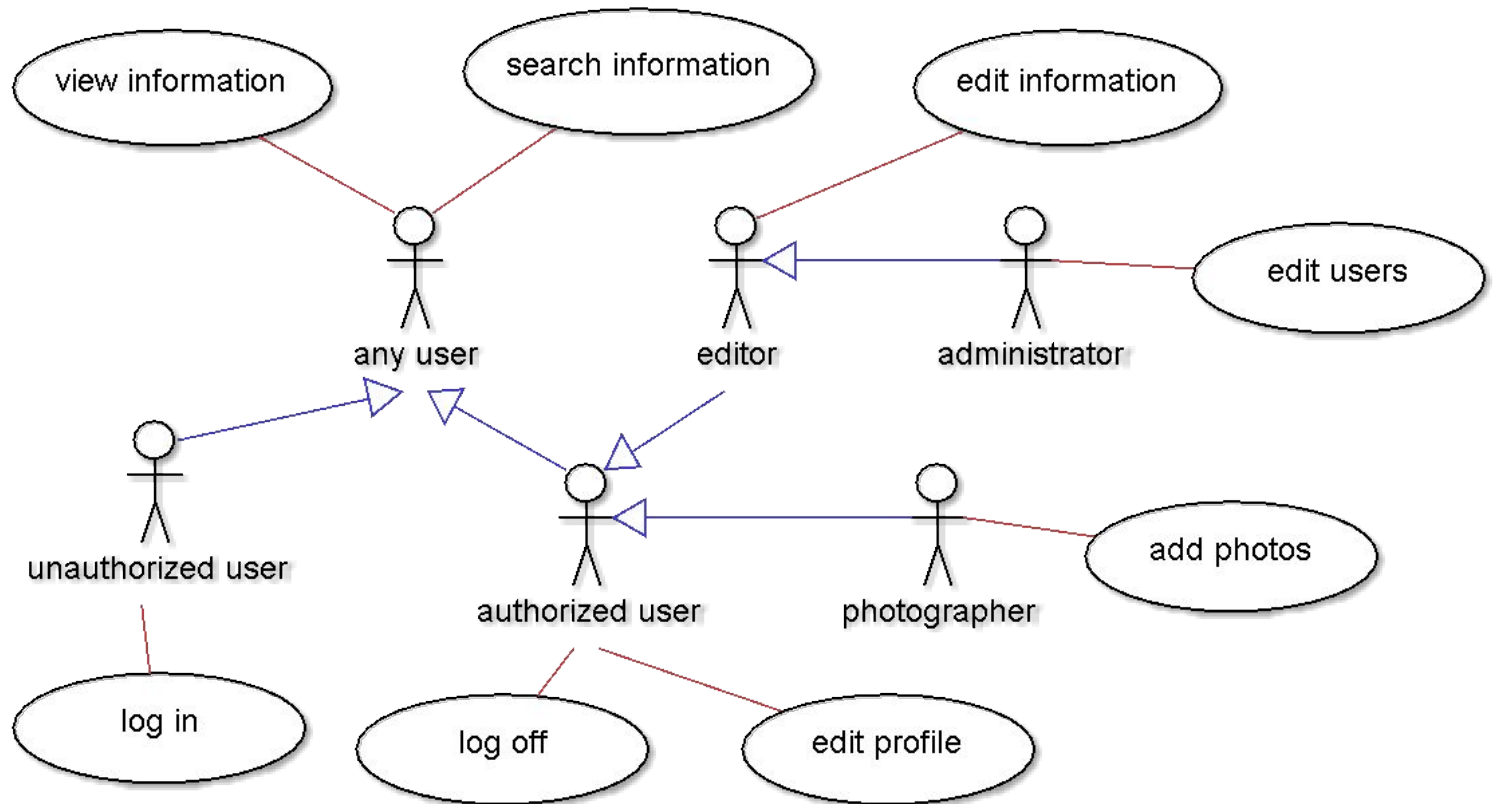 view information
search information
edit information
edit users
any user
editor
administrator
unauthorized user
authorized user
photographer
add photos
log in
log off
edit profile